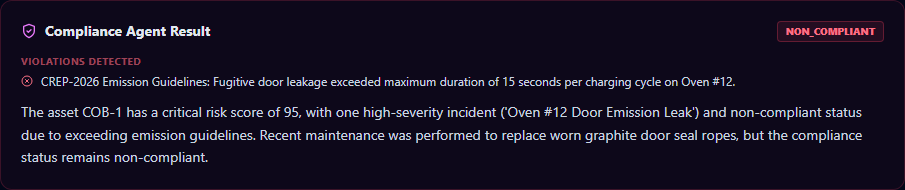 Compliance Agent Result
NON_COMPLIANT
VIOLATIONS DETECTED
CREP-2026 Emission Guidelines: Fugitive door leakage exceeded maximum duration of 15 seconds per charging cycle on Oven #12.
The asset COB-1 has a critical risk score of 95, with one high-severity incident ('Oven #12 Door Emission Leak') and non-compliant status
due to exceeding emission guidelines. Recent maintenance was performed to replace worn graphite door seal ropes, but the compliance
status remains non-compliant.